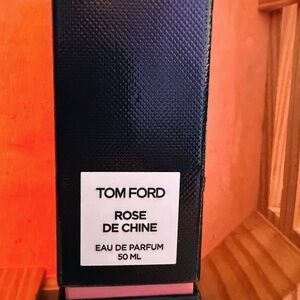 TOM FORD
ROSE
DE CHINE
EAU DE PARFUM
50 ML